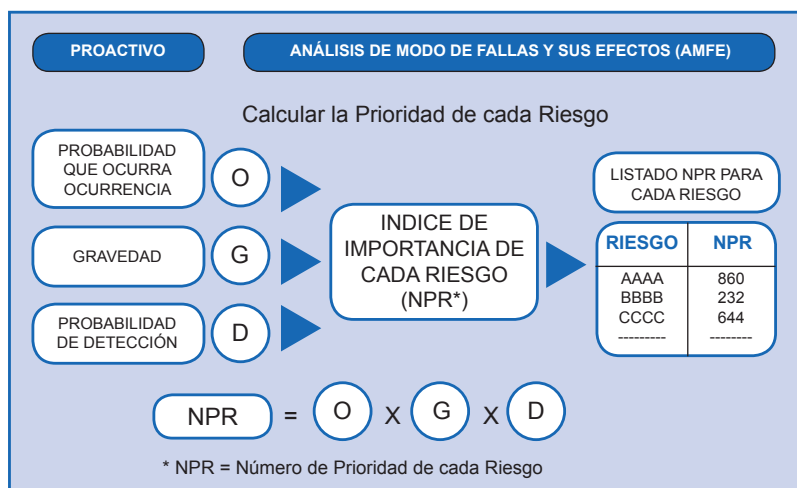 PROACTIVO
ANÁLISIS DE MODO DE FALLAS Y SUS EFECTOS (AMFE)
Calcular la Prioridad de cada Riesgo
PROBABILIDAD
QUE OCURRA
OCURRENCIA
O
GRAVEDAD
G
PROBABILIDAD
DE DETECCIÓN
D
INDICE DE
IMPORTANCIA DE
CADA RIESGO
(NPR*)
LISTADO NPR PARA
CADA RIESGO
RIESGO NPR
AAAA 860
BBBB 232
CCCC 644
--------- --------
NPR = O X G X D
* NPR = Número de Prioridad de cada Riesgo